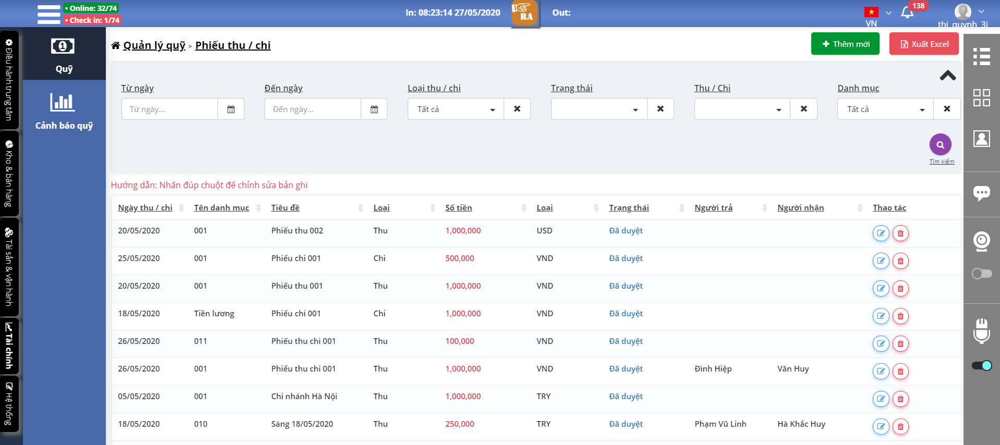 • Online: 32/74
• Check in: 1/74
In: 08:23:14 27/05/2020
RA
Out:
VN
138
thi_quynh_3i
Điều hành trung tâm
Kho & bán hàng
Tài sản & vận hành
Tài chính
Hệ thống
Quỹ
Cảnh báo quỹ
Quản lý quỹ > Phiếu thu / chi
Thêm mới
Xuất Excel
Từ ngày Đến ngày Loại thu / chi Trạng thái Thu / Chi Danh mục
Từ ngày... Đến ngày... Tất cả Tất cả
Tìm kiếm
Hướng dẫn: Nhấn đúp chuột để chỉnh sửa bản ghi
Ngày thu / chi Tên danh mục Tiêu đề Loại Số tiền Loại Trạng thái Người trả Người nhận Thao tác
20/05/2020 001 Phiếu thu 002 Thu 1,000,000 USD Đã duyệt
25/05/2020 001 Phiếu chi 001 Chi 500,000 VND Đã duyệt
20/05/2020 001 Phiếu thu 001 Thu 1,000,000 VND Đã duyệt
18/05/2020 Tiền lương Phiếu chi 001 Chi 1,000,000 VND Đã duyệt
26/05/2020 011 Phiếu thu chi 001 Thu 100,000 VND Đã duyệt
26/05/2020 001 Phiếu thu chi 001 Thu 1,000,000 VND Đã duyệt Đình Hiệp Văn Huy
05/05/2020 001 Chi nhánh Hà Nội Thu 1,000,000 TRY Đã duyệt
18/05/2020 010 Sáng 18/05/2020 Thu 250,000 TRY Đã duyệt Phạm Vũ Linh Hà Khắc Huy